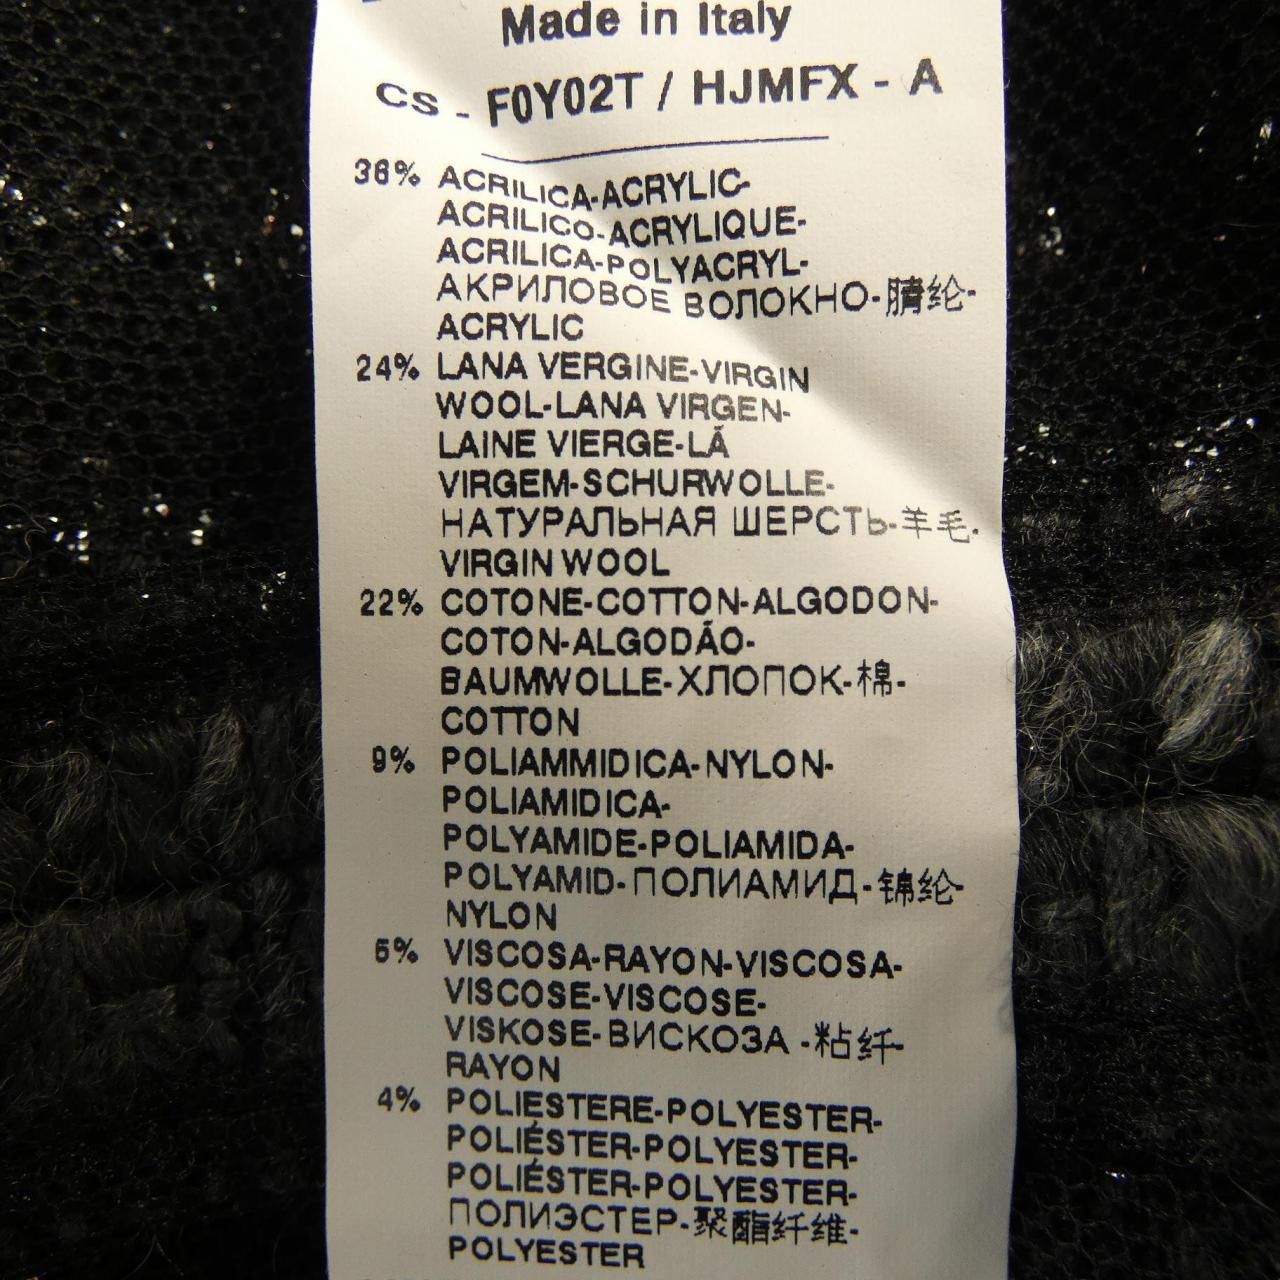 Made in Italy
CS - F0Y02T / HJMFX - A
36% ACRILICA-ACRYLIC-
ACRILICO-ACRYLIQUE-
ACRILICA-POLYACRYL-
АКРИЛОВОЕ ВОЛОКНО-腈纶-
ACRYLIC
24% LANA VERGINE-VIRGIN
WOOL-LANA VIRGEN-
LAINE VIERGE-LÃ
VIRGEM-SCHURWOLLE-
НАТУРАЛЬНАЯ ШЕРСТЬ-羊毛-
VIRGIN WOOL
22% COTONE-COTTON-ALGODON-
COTON-ALGODÃO-
BAUMWOLLE-ХЛОПОК-棉-
COTTON
9% POLIAMMIDICA-NYLON-
POLIAMIDICA-
POLYAMIDE-POLIAMIDA-
POLYAMID-ПОЛИАМИД-锦纶-
NYLON
5% VISCOSA-RAYON-VISCOSA-
VISCOSE-VISCOSE-
VISKOSE-ВИСКОЗА-粘纤-
RAYON
4% POLIESTERE-POLYESTER-
POLIÉSTER-POLYESTER-
POLIÉSTER-POLYESTER-
ПОЛИЭСТЕР-聚酯纤维-
POLYESTER